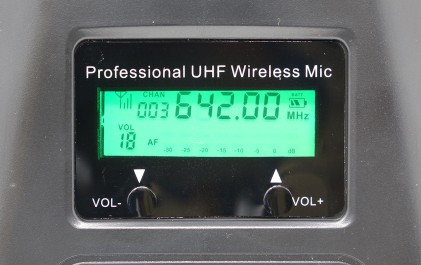 Professional UHF Wireless Mic
CHAN BATT
003 642.00 MHz
VOL
18 AF
-30 -25 -20 -15 -10 -5 0 dB
VOL- VOL+